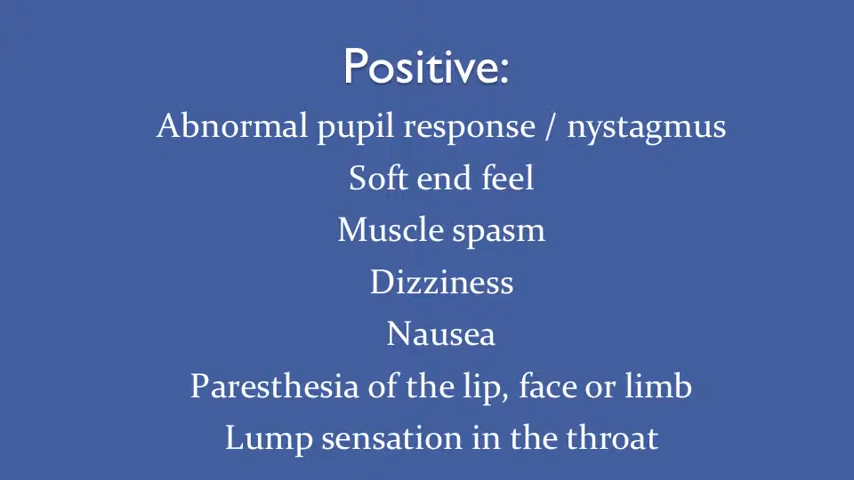 Positive:
Abnormal pupil response / nystagmus
Soft end feel
Muscle spasm
Dizziness
Nausea
Paresthesia of the lip, face or limb
Lump sensation in the throat